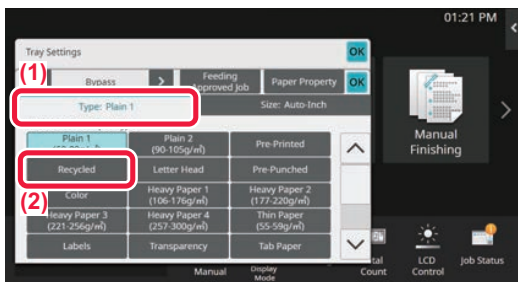 01:21 PM
Tray Settings
OK
(1)
Bypass
Feeding
Approved Job
Paper Property
OK
Type: Plain 1
Size: Auto-Inch
Plain 1
Plain 2
(90-105g/㎡)
Pre-Printed
Recycled
Letter Head
Pre-Punched
(2)
Color
Heavy Paper 1
(106-176g/㎡)
Heavy Paper 2
(177-220g/㎡)
Heavy Paper 3
(221-256g/㎡)
Heavy Paper 4
(257-300g/㎡)
Thin Paper
(55-59g/㎡)
Labels
Transparency
Tab Paper
Manual
Finishing
Manual
Display
Mode
Count
LCD
Control
Job Status